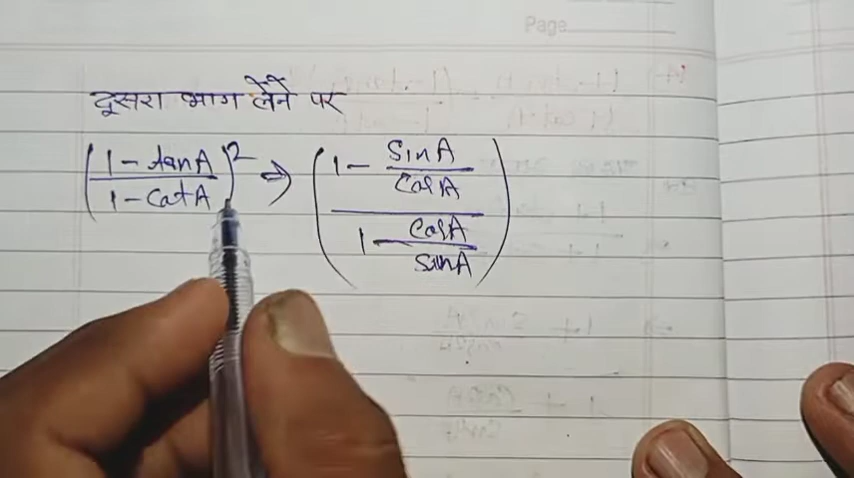 Page
दूसरा भाग लेने पर
(1 - tanA / 1 - cotA)² ⇒ (1 - SinA/CosA / 1 - CosA/SinA)